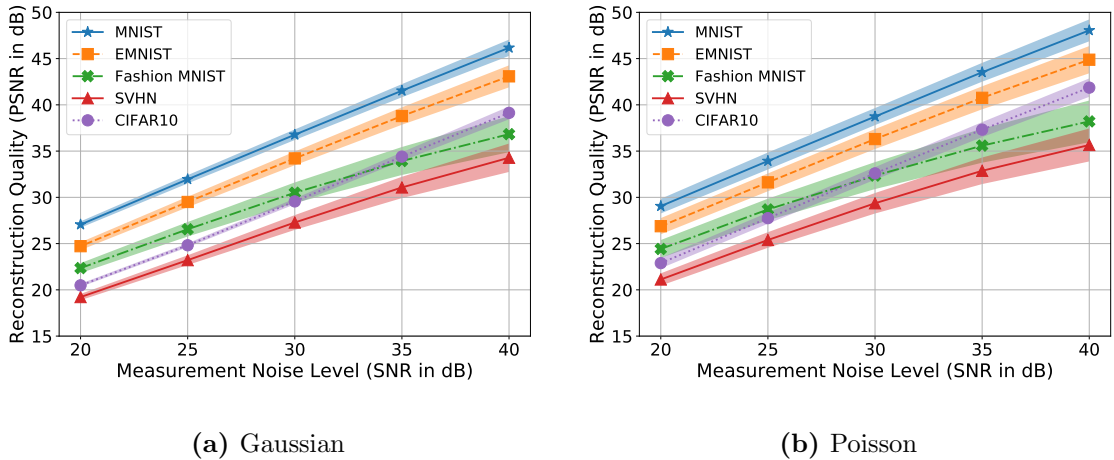 Reconstruction Quality (PSNR in dB)
50
45
40
35
30
25
20
15
MNIST
EMNIST
Fashion MNIST
SVHN
CIFAR10
20 25 30 35 40
Measurement Noise Level (SNR in dB)
(a) Gaussian
Reconstruction Quality (PSNR in dB)
50
45
40
35
30
25
20
15
MNIST
EMNIST
Fashion MNIST
SVHN
CIFAR10
20 25 30 35 40
Measurement Noise Level (SNR in dB)
(b) Poisson